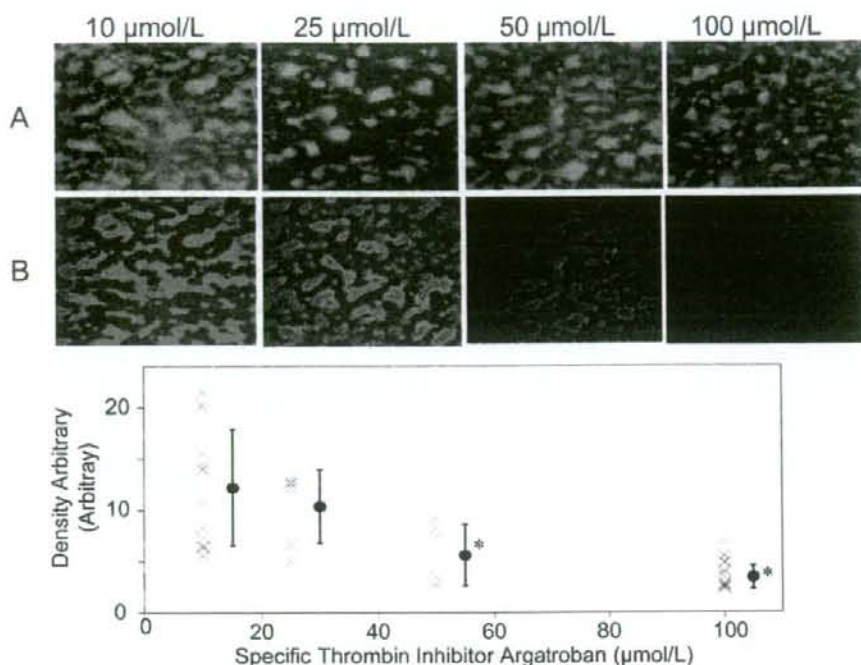 10 µmol/L 25 µmol/L 50 µmol/L 100 µmol/L
A
B
Density Arbitrary
(Arbitray)
20
10
0
*
*
0 20 40 60 80 100
Specific Thrombin Inhibitor Argatroban (µmol/L)